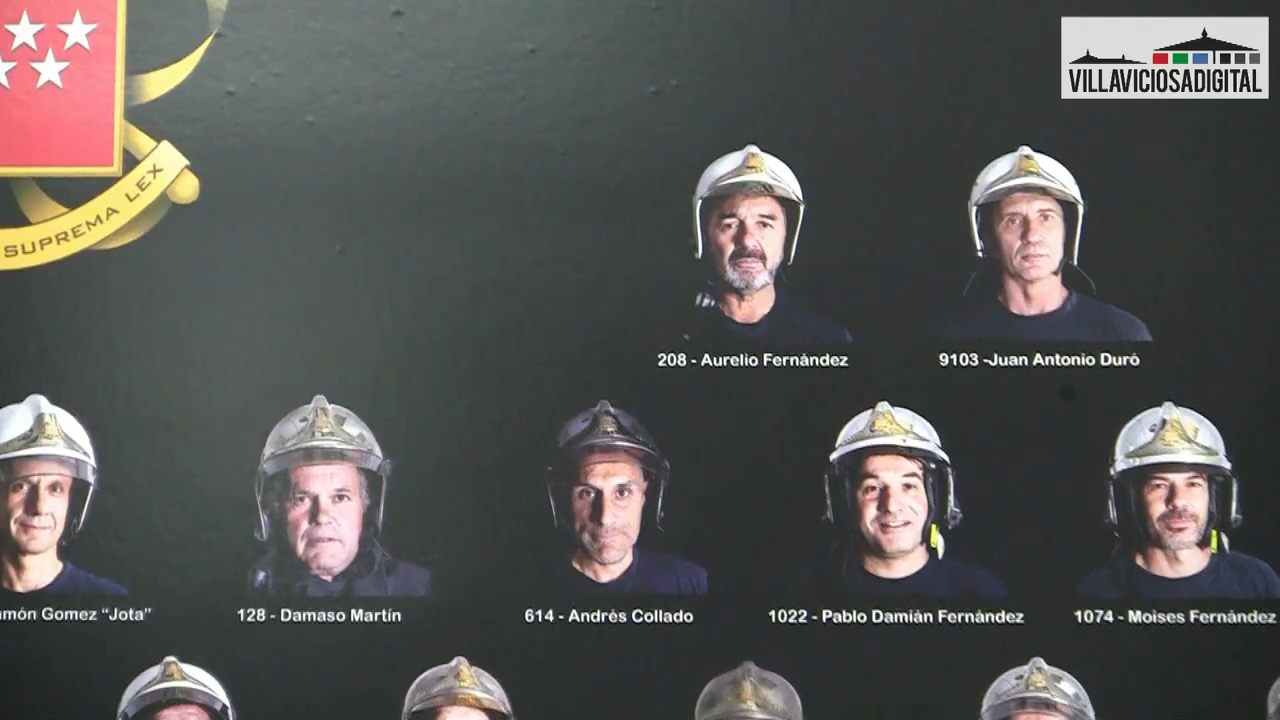 VILLAVICIOSADIGITAL
SUPREMA LEX
208 - Aurelio Fernández
9103 -Juan Antonio Duró
món Gomez “Jota”
128 - Damaso Martín
614 - Andrés Collado
1022 - Pablo Damián Fernández
1074 - Moises Fernández